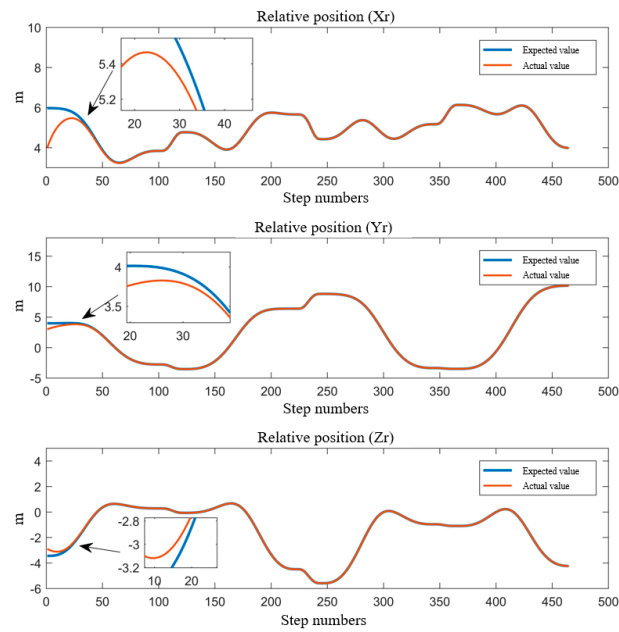 Relative position (Xr)
10
8
6
4
m
5.4
5.2
20 30 40
Expected value
Actual value
0 50 100 150 200 250 300 350 400 450 500
Step numbers
Relative position (Yr)
15
10
5
0
-5
m
4
3.5
20 30
Expected value
Actual value
0 50 100 150 200 250 300 350 400 450 500
Step numbers
Relative position (Zr)
4
2
0
-2
-4
-6
m
-2.8
-3
-3.2
10 20
Expected value
Actual value
0 50 100 150 200 250 300 350 400 450 500
Step numbers